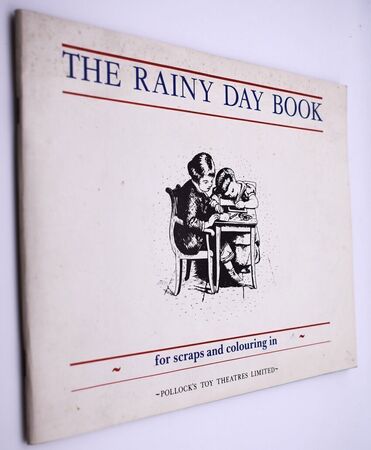 THE RAINY DAY BOOK
~ for scraps and colouring in ~
~POLLOCK'S TOY THEATRES LIMITED~